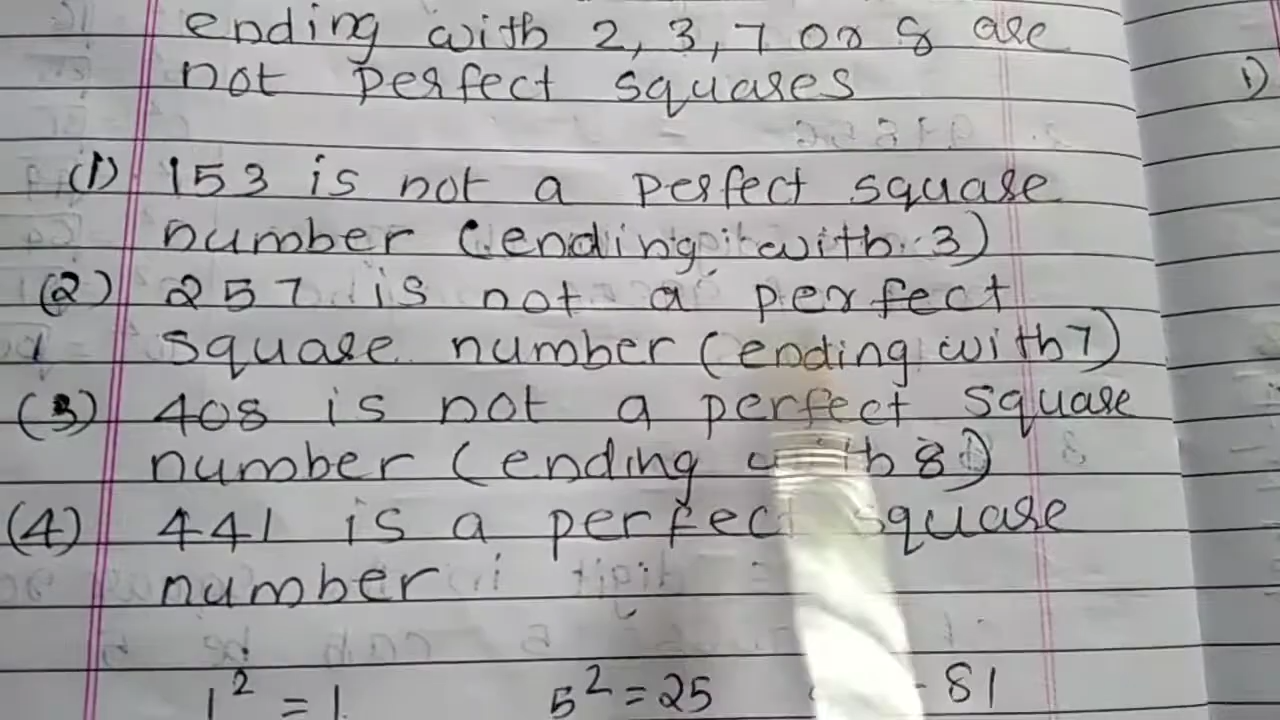 ending with 2, 3, 7 or 8 are
not perfect squares
1)
(1) 153 is not a perfect square
number (ending with 3)
(2) 257 is not a perfect
square number (ending with 7)
(3) 408 is not a perfect square
number (ending with 8)
(4) 441 is a perfect square
number
1² = 1 5² = 25 81